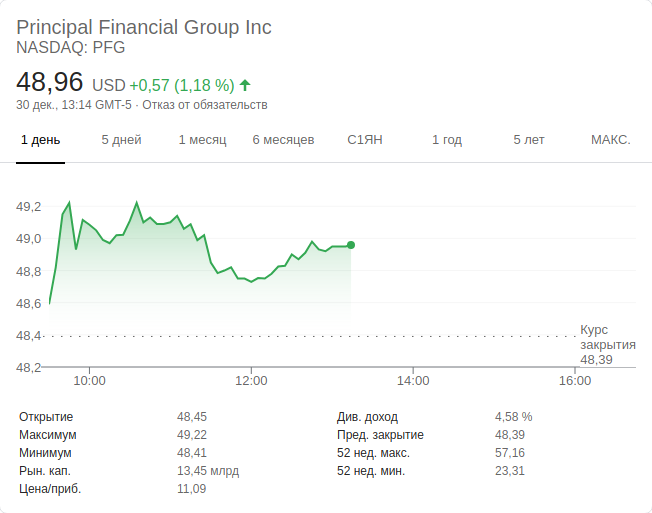 Principal Financial Group Inc
NASDAQ: PFG
48,96 USD +0,57 (1,18 %)
30 дек., 13:14 GMT-5 · Отказ от обязательств
1 день 5 дней 1 месяц 6 месяцев С1ЯН 1 год 5 лет МАКС.
49,2
49,0
48,8
48,6
48,4
48,2
Курс
закрытия
48,39
10:00 12:00 14:00 16:00
Открытие 48,45 Див. доход 4,58 %
Максимум 49,22 Пред. закрытие 48,39
Минимум 48,41 52 нед. макс. 57,16
Рын. кап. 13,45 млрд 52 нед. мин. 23,31
Цена/приб. 11,09